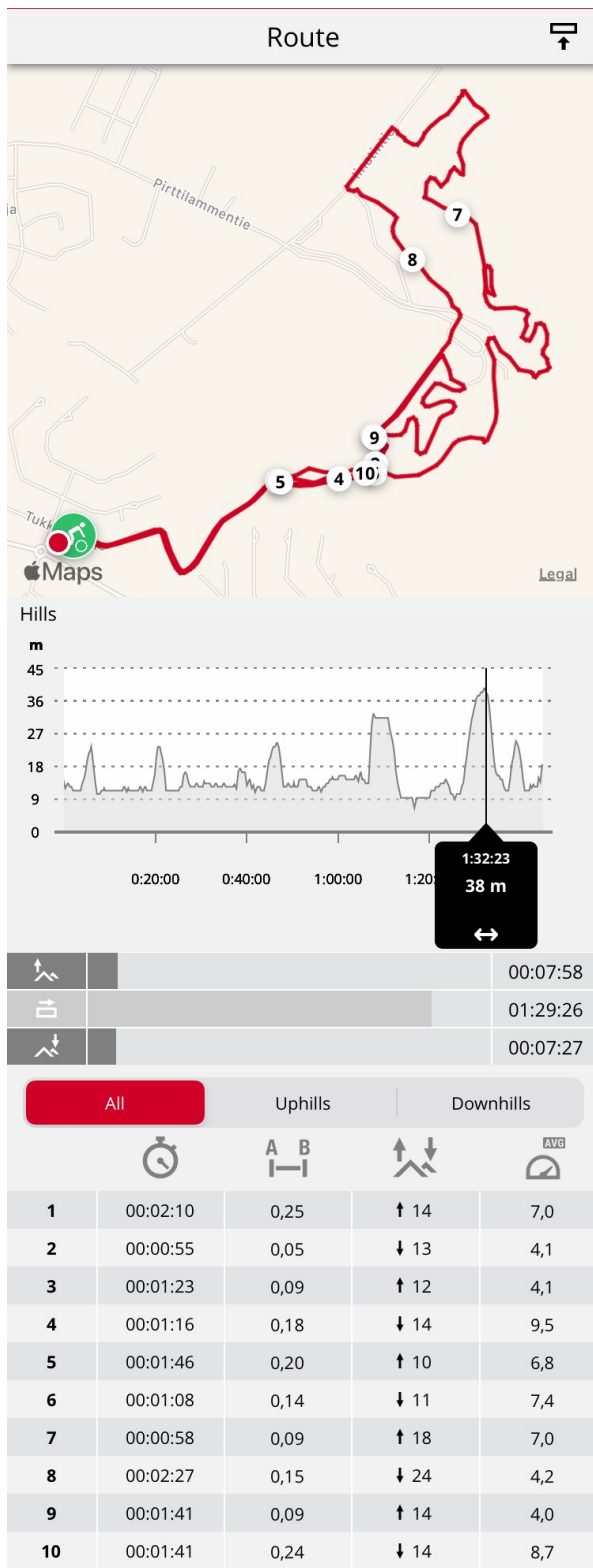 Route
Pirttilammentie
ja
7
8
9
5
4
10
Tukk
Maps
Legal
Hills
m
45
36
27
18
9
0
0:20:00 0:40:00 1:00:00 1:20:
1:32:23
38 m
00:07:58
01:29:26
00:07:27
All Uphills Downhills
A B AVG
1 00:02:10 0,25 14 7,0
2 00:00:55 0,05 13 4,1
3 00:01:23 0,09 12 4,1
4 00:01:16 0,18 14 9,5
5 00:01:46 0,20 10 6,8
6 00:01:08 0,14 11 7,4
7 00:00:58 0,09 18 7,0
8 00:02:27 0,15 24 4,2
9 00:01:41 0,09 14 4,0
10 00:01:41 0,24 14 8,7